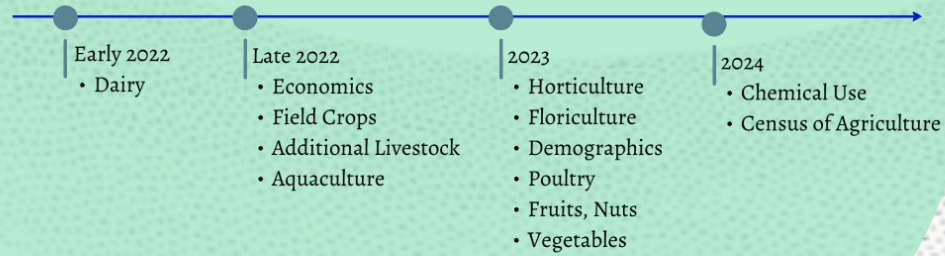 Early 2022
• Dairy
Late 2022
• Economics
• Field Crops
• Additional Livestock
• Aquaculture
2023
• Horticulture
• Floriculture
• Demographics
• Poultry
• Fruits, Nuts
• Vegetables
2024
• Chemical Use
• Census of Agriculture